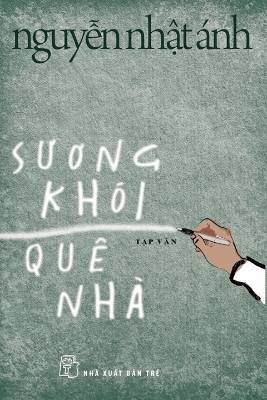 nguyễn nhật ánh
SƯƠNG
KHÓI
QUÊ
NHÀ
TẠP VĂN
NHÀ XUẤT BẢN TRẺ